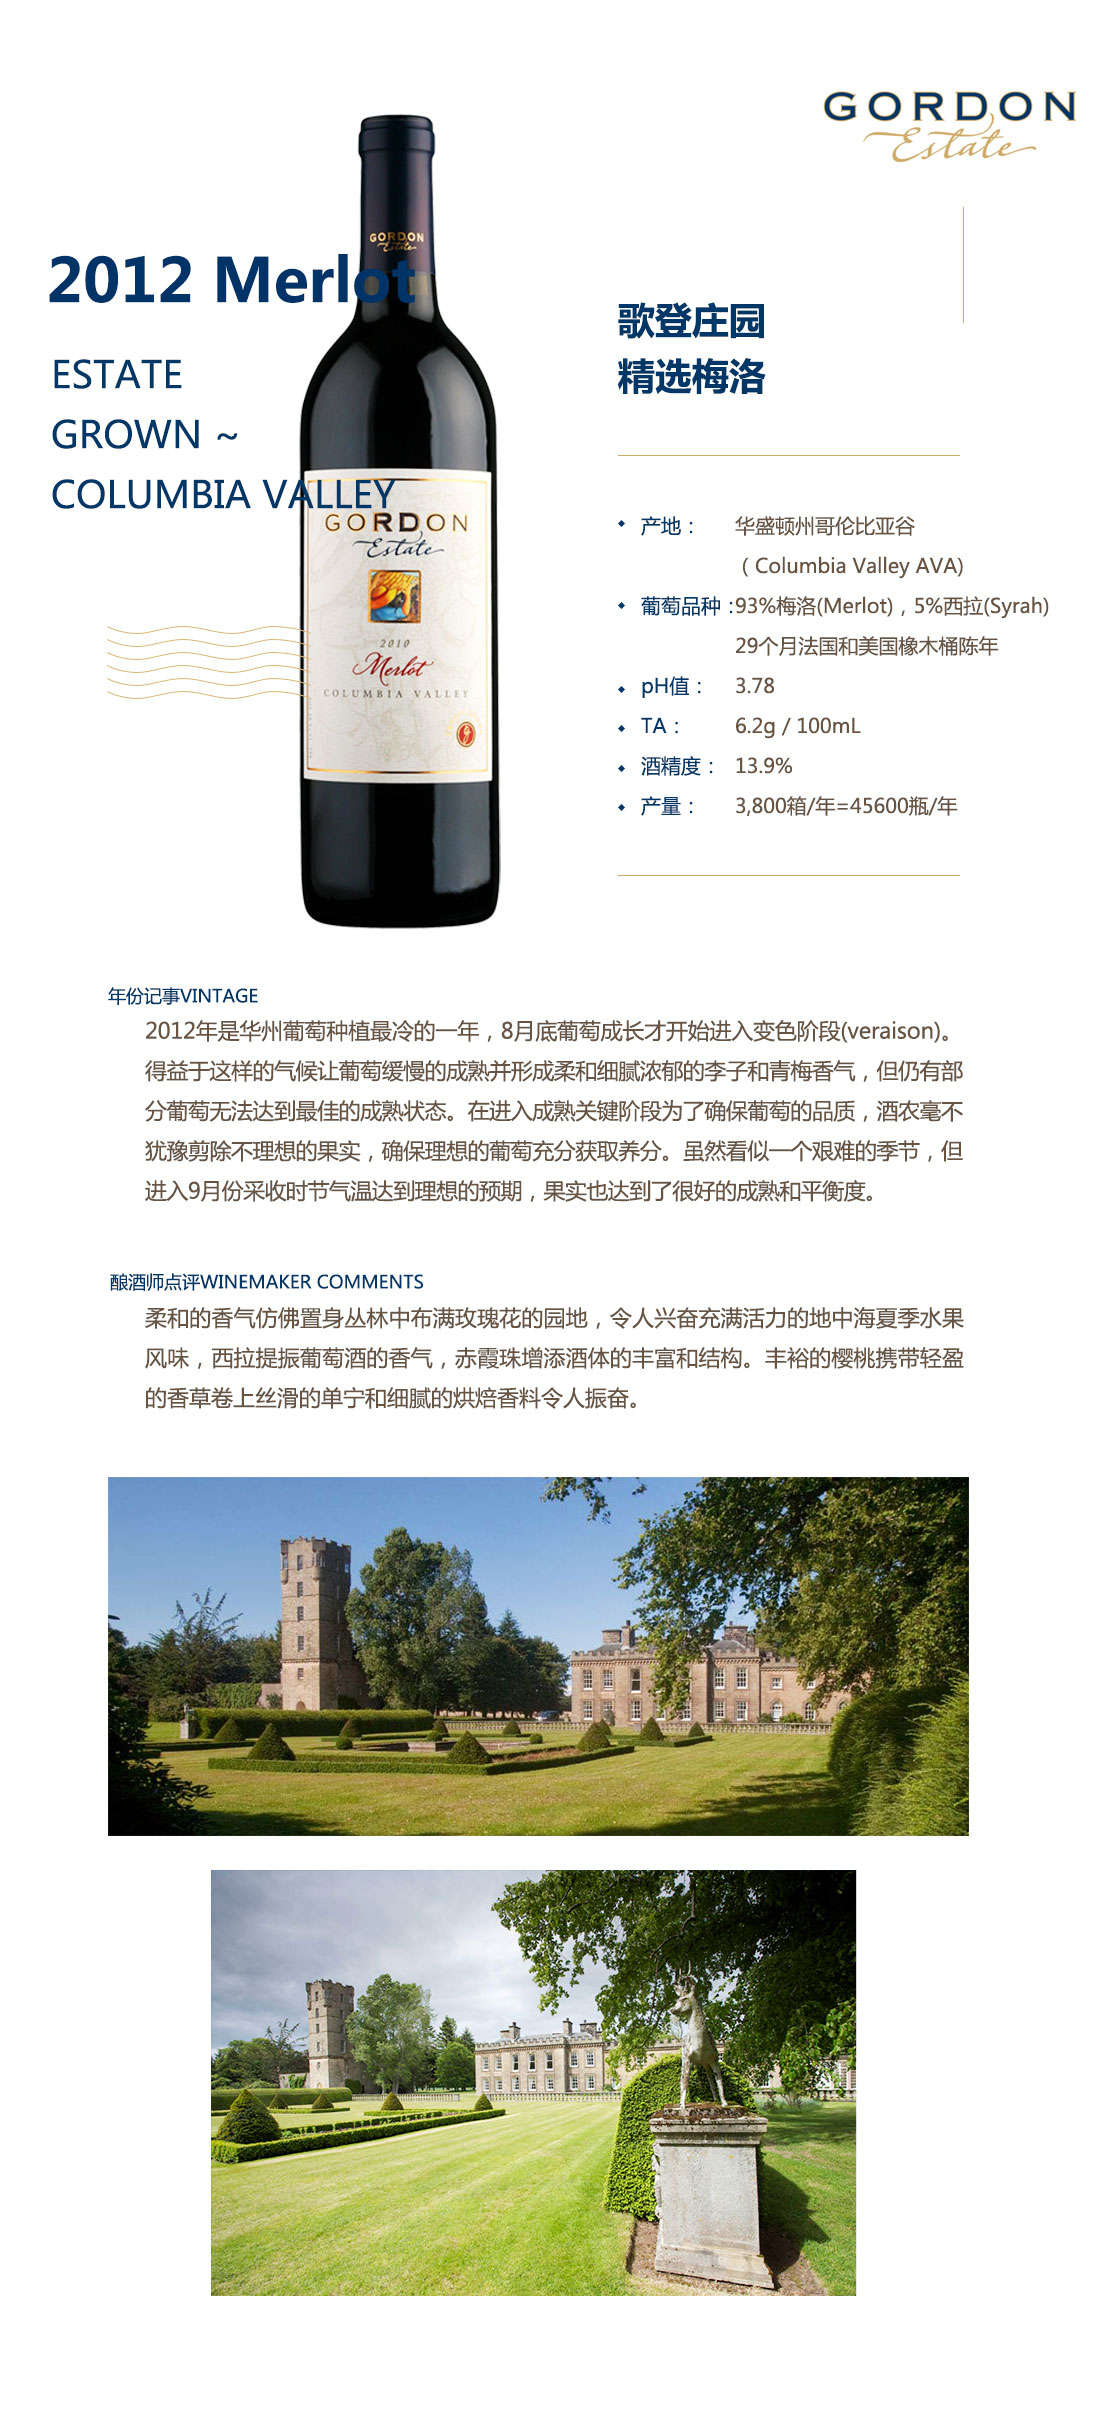 GORDON
Estate
GORDON
Estate
2012 Merlot
ESTATE
GROWN ~
COLUMBIA VALLEY
GORDON
Estate
2010
Merlot
COLUMBIA VALLEY
歌登庄园
精选梅洛
产地： 华盛顿州哥伦比亚谷
（ Columbia Valley AVA)
葡萄品种：93%梅洛(Merlot)，5%西拉(Syrah)
29个月法国和美国橡木桶陈年
pH值： 3.78
TA： 6.2g / 100mL
酒精度： 13.9%
产量： 3,800箱/年=45600瓶/年
年份记事VINTAGE
2012年是华州葡萄种植最冷的一年，8月底葡萄成长才开始进入变色阶段(veraison)。
得益于这样的气候让葡萄缓慢的成熟并形成柔和细腻浓郁的李子和青梅香气，但仍有部
分葡萄无法达到最佳的成熟状态。在进入成熟关键阶段为了确保葡萄的品质，酒农毫不
犹豫剪除不理想的果实，确保理想的葡萄充分获取养分。虽然看似一个艰难的季节，但
进入9月份采收时节气温达到理想的预期，果实也达到了很好的成熟和平衡度。
酿酒师点评WINEMAKER COMMENTS
柔和的香气仿佛置身丛林中布满玫瑰花的园地，令人兴奋充满活力的地中海夏季水果
风味，西拉提振葡萄酒的香气，赤霞珠增添酒体的丰富和结构。丰裕的樱桃携带轻盈
的香草卷上丝滑的单宁和细腻的烘焙香料令人振奋。